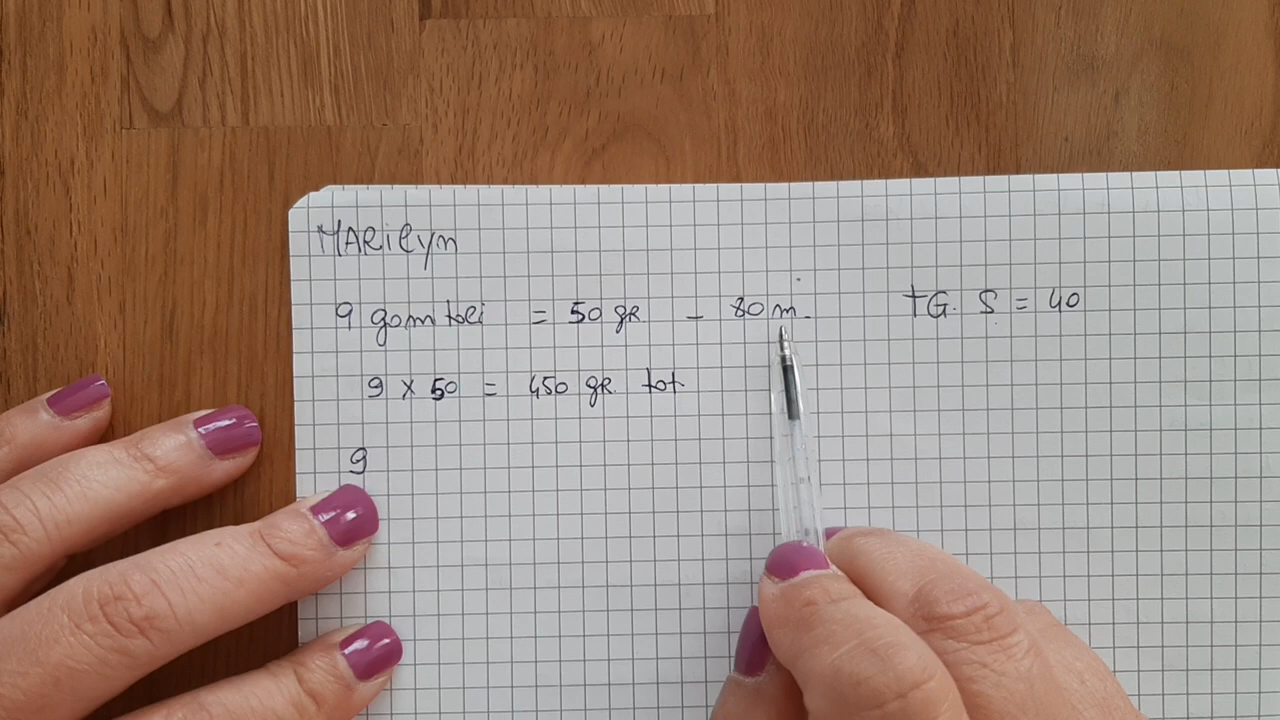 MARilyn
9 gomitoli = 50 gr - 80 m. TG. S = 40
9 x 50 = 450 gr tot
9